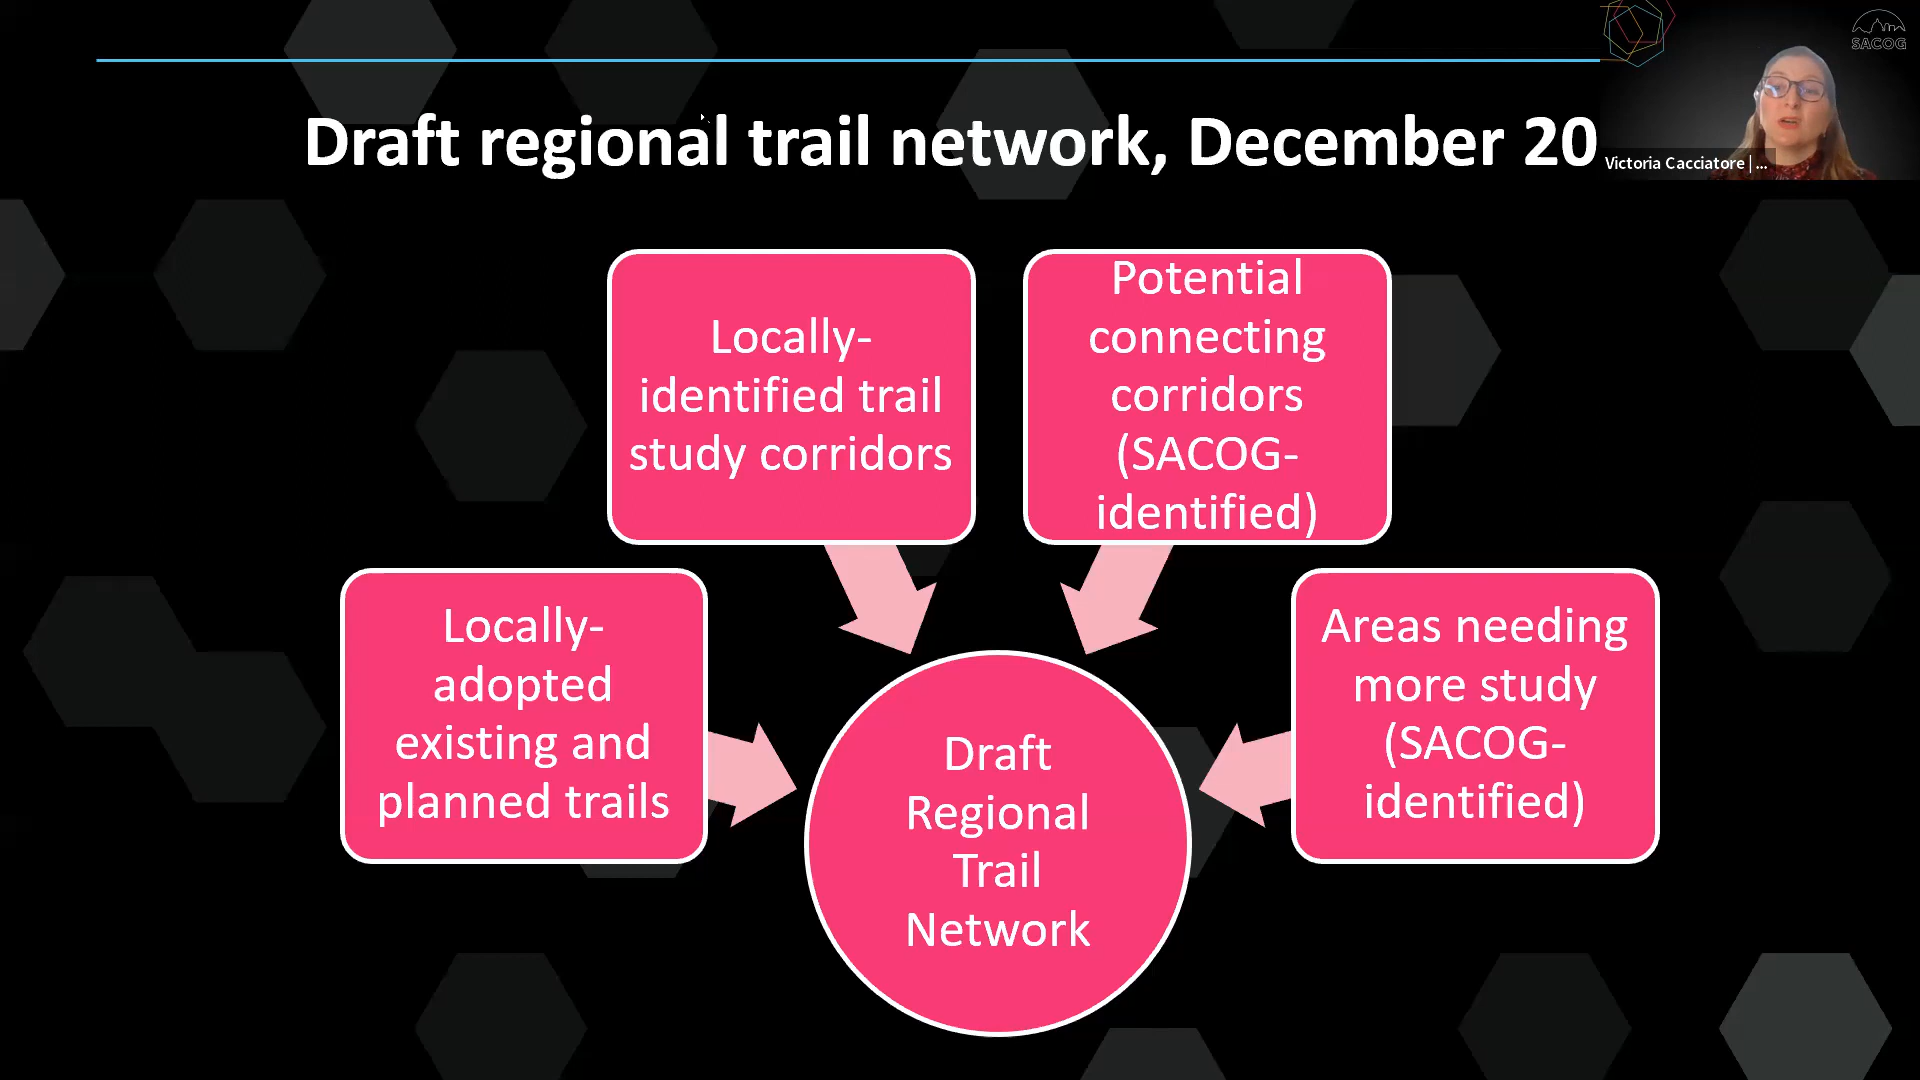 SACOG
Draft regional trail network, December 20
Victoria Cacciatore | ...
Locally-
identified trail
study corridors
Potential
connecting
corridors
(SACOG-
identified)
Locally-
adopted
existing and
planned trails
Areas needing
more study
(SACOG-
identified)
Draft
Regional
Trail
Network